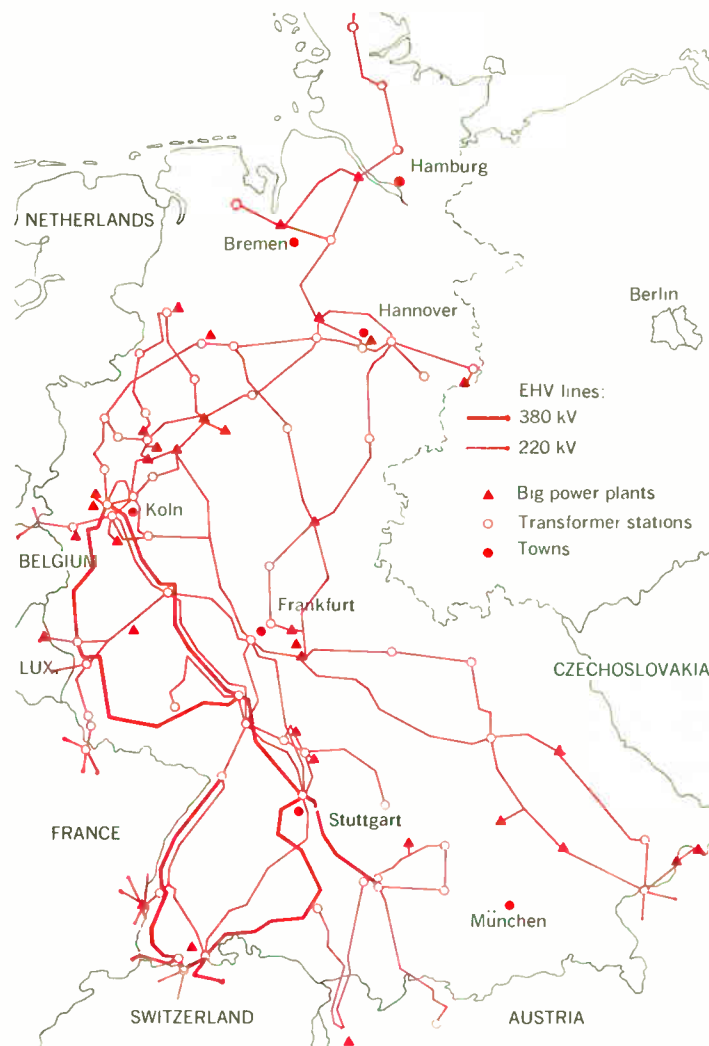 Hamburg
NETHERLANDS
Bremen
Hannover
Berlin
EHV lines:
380 kV
220 kV
Big power plants
Transformer stations
Towns
Koln
BELGIUM
Frankfurt
LUX.
CZECHOSLOVAKIA
FRANCE
Stuttgart
München
SWITZERLAND
AUSTRIA